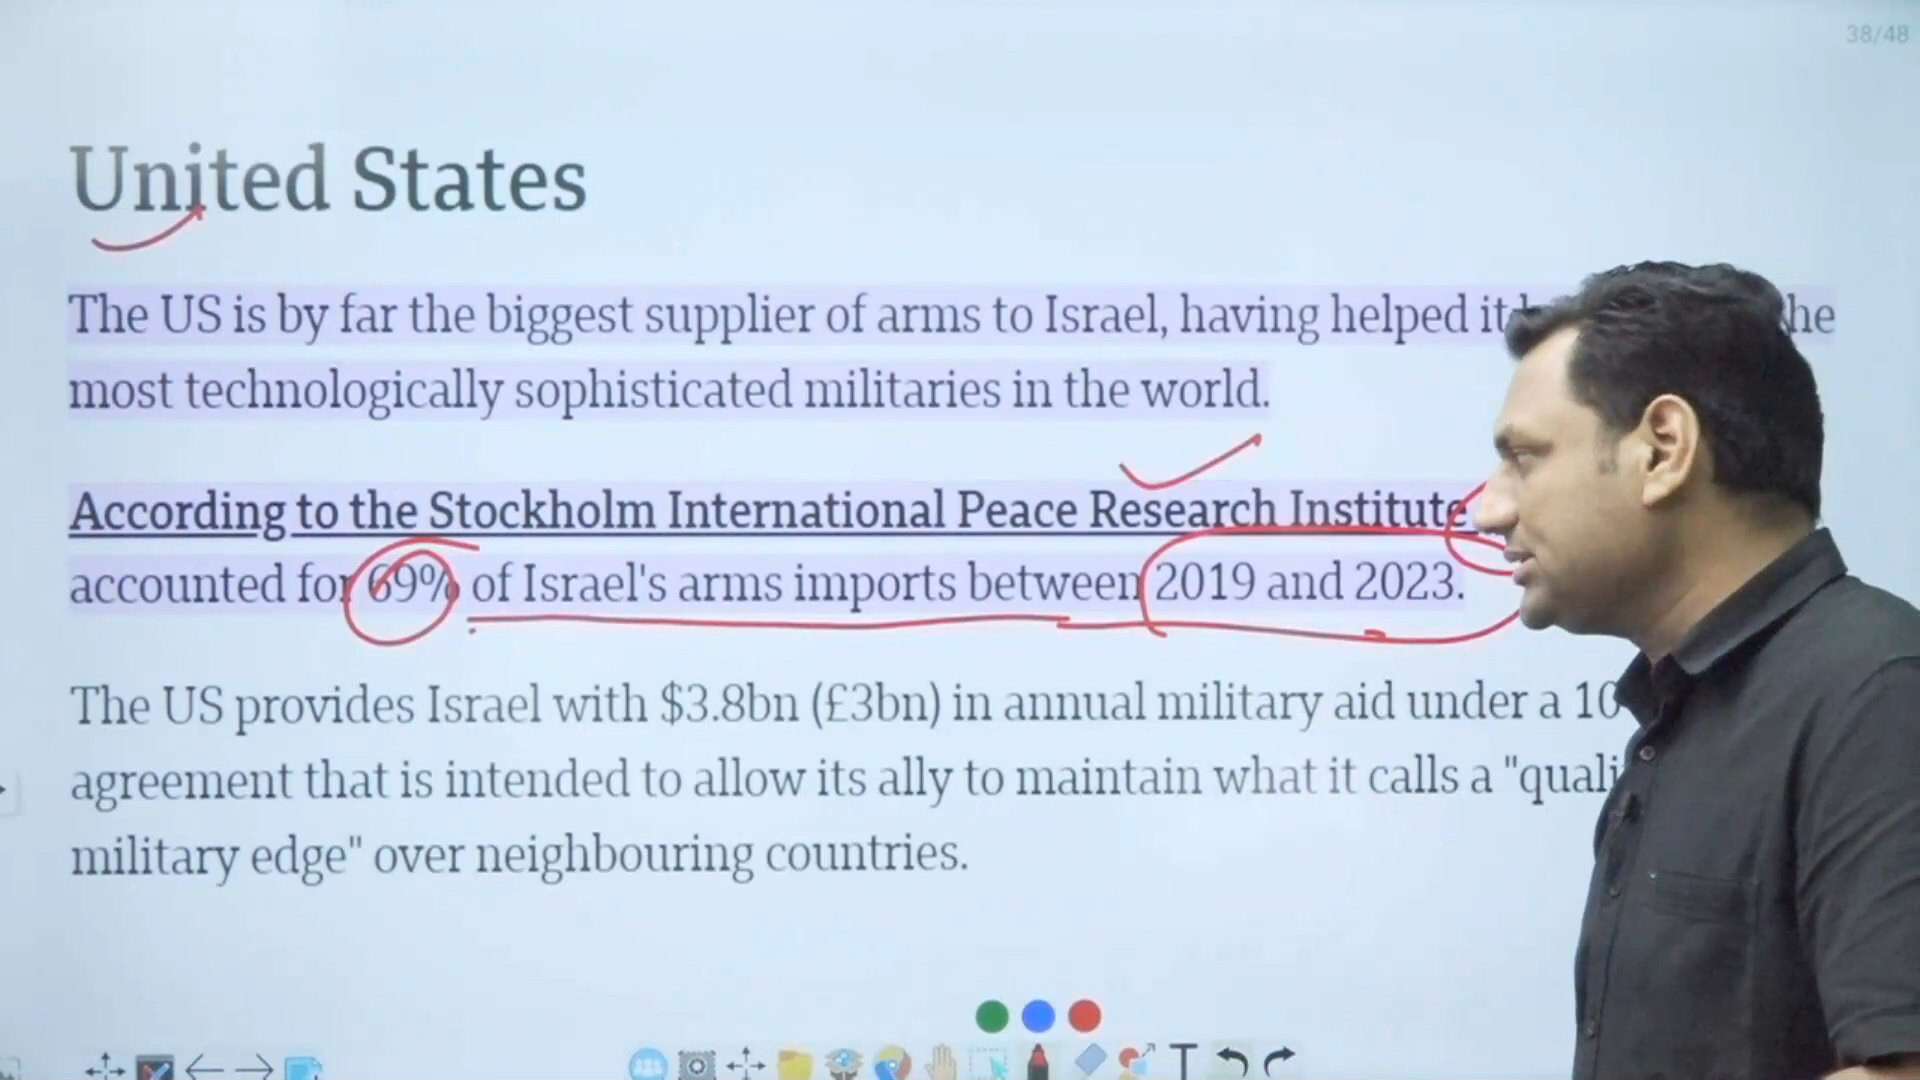 38/48
United States
The US is by far the biggest supplier of arms to Israel, having helped it he
most technologically sophisticated militaries in the world.
According to the Stockholm International Peace Research Institute
accounted for 69% of Israel's arms imports between 2019 and 2023.
The US provides Israel with $3.8bn (£3bn) in annual military aid under a 10
agreement that is intended to allow its ally to maintain what it calls a "quali
military edge" over neighbouring countries.
T